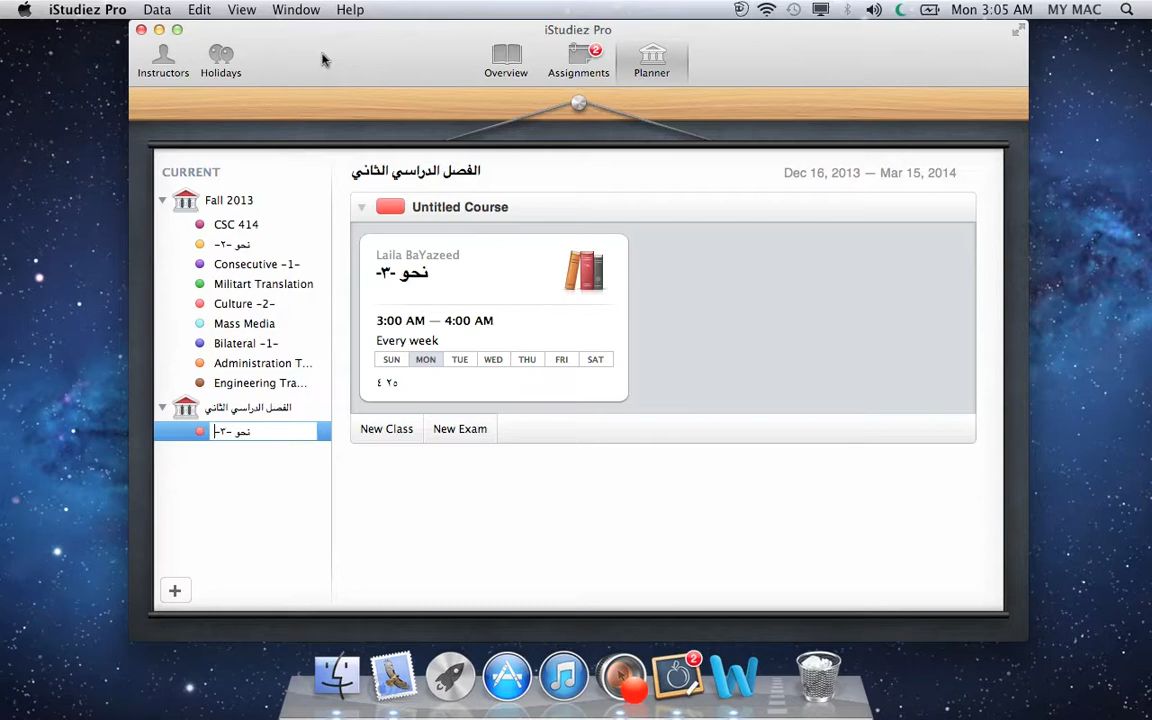 iStudiez Pro Data Edit View Window Help Mon 3:05 AM MY MAC
iStudiez Pro
Instructors Holidays Overview 2 Assignments Planner
CURRENT
Fall 2013
CSC 414
نحو -٢-
Consecutive -1-
Militart Translation
Culture -2-
Mass Media
Bilateral -1-
Administration T...
Engineering Tra...
الفصل الدراسي الثاني
نحو -٣-
الفصل الدراسي الثاني Dec 16, 2013 — Mar 15, 2014
Untitled Course
Laila BaYazeed
نحو -٣-
3:00 AM — 4:00 AM
Every week
SUN MON TUE WED THU FRI SAT
٤ ٢٥
New Class New Exam
2